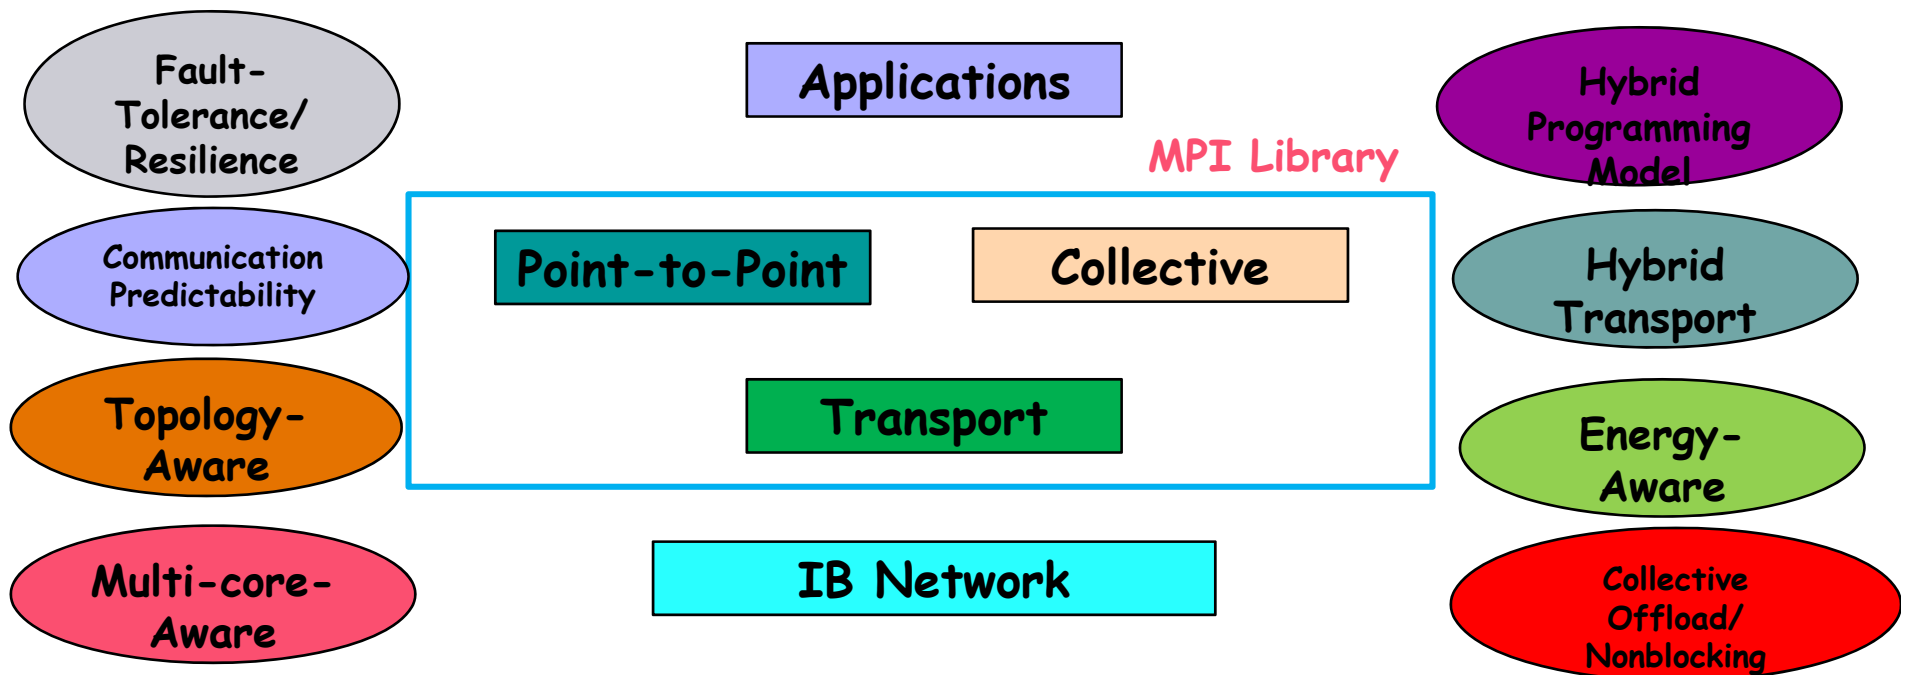 Fault-
Tolerance/
Resilience
Communication
Predictability
Topology-
Aware
Multi-core-
Aware
Applications
MPI Library
Point-to-Point
Collective
Transport
IB Network
Hybrid
Programming
Model
Hybrid
Transport
Energy-
Aware
Collective
Offload/
Nonblocking